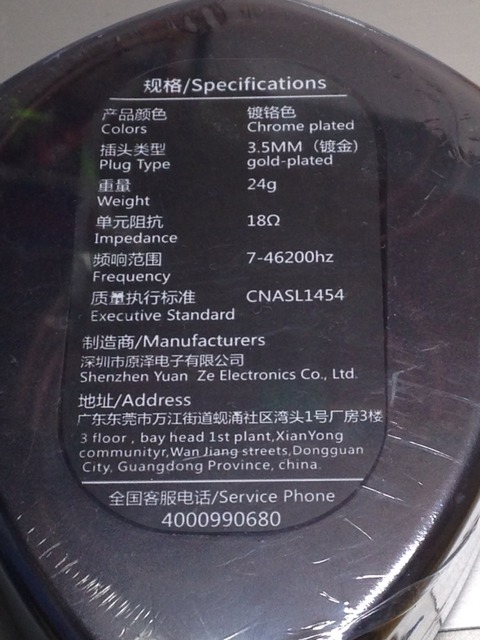 规格/Specifications
产品颜色 镀铬色
Colors Chrome plated
插头类型 3.5MM（镀金)
Plug Type gold-plated
重量 24g
Weight
单元阻抗 18Ω
Impedance
频响范围 7-46200hz
Frequency
质量执行标准 CNASL1454
Executive Standard
制造商/Manufacturers
深圳市原泽电子有限公司
Shenzhen Yuan Ze Electronics Co., Ltd.
地址/Address
广东东莞市万江街道蚬涌社区湾头1号厂房3楼
3 floor , bay head 1st plant,XianYong
communityr,Wan Jiang streets,Dongguan
City, Guangdong Province, china.
全国客服电话/Service Phone
4000990680